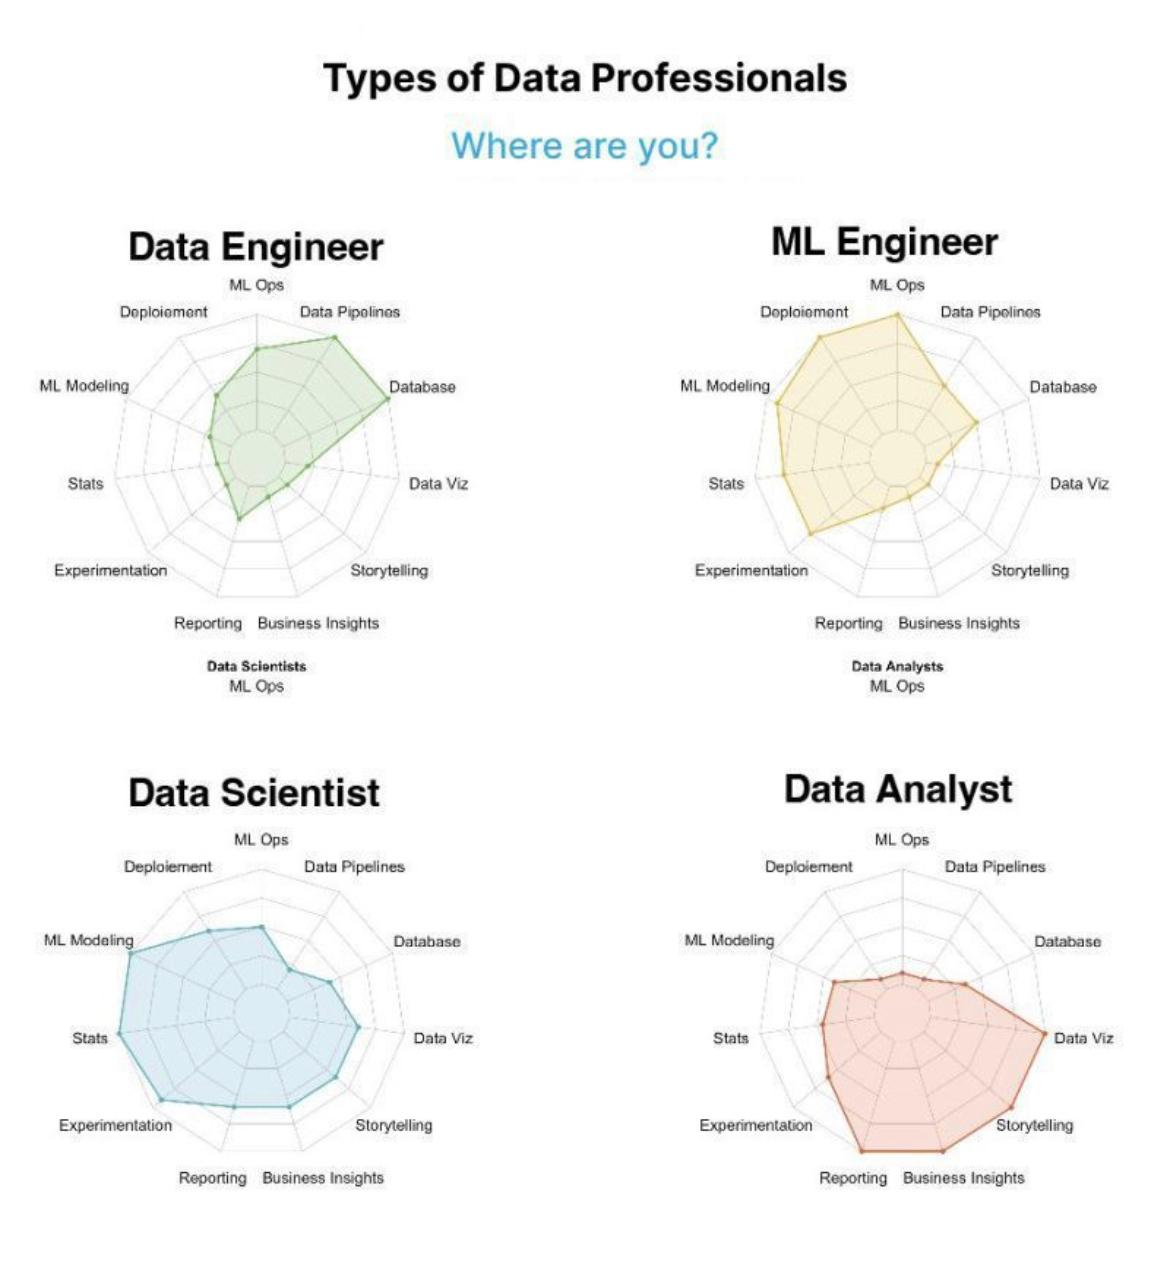 Types of Data Professionals
Where are you?
Data Engineer
ML Ops
Deploiement
Data Pipelines
ML Modeling
Database
Stats
Data Viz
Experimentation
Storytelling
Reporting
Business Insights
Data Scientists
ML Ops
ML Engineer
ML Ops
Deploiement
Data Pipelines
ML Modeling
Database
Stats
Data Viz
Experimentation
Storytelling
Reporting
Business Insights
Data Analysts
ML Ops
Data Scientist
ML Ops
Deploiement
Data Pipelines
ML Modeling
Database
Stats
Data Viz
Experimentation
Storytelling
Reporting
Business Insights
Data Analyst
ML Ops
Deploiement
Data Pipelines
ML Modeling
Database
Stats
Data Viz
Experimentation
Storytelling
Reporting
Business Insights